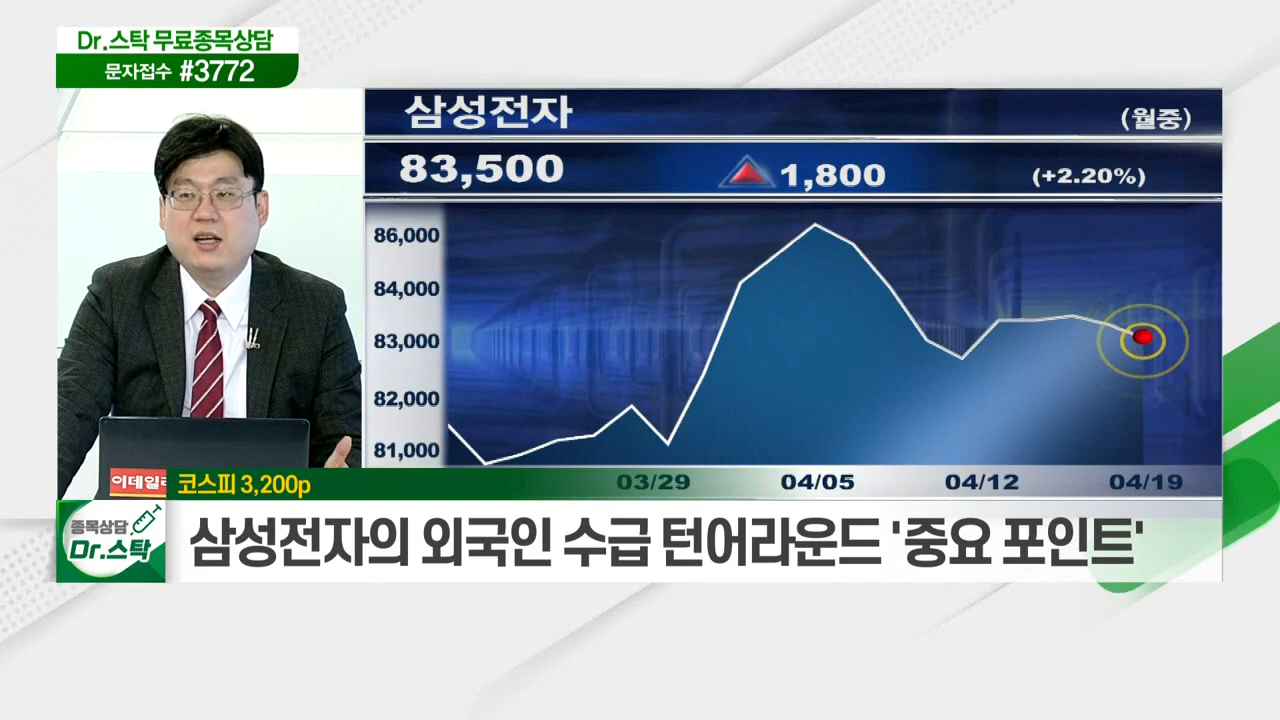 Dr.스탁 무료종목상담
문자접수 #3772
삼성전자
(월중)
83,500
1,800
(+2.20%)
86,000
84,000
83,000
82,000
81,000
03/29
04/05
04/12
04/19
이데일리
코스피 3,200p
종목상담
Dr.스탁
삼성전자의 외국인 수급 턴어라운드 '중요 포인트'